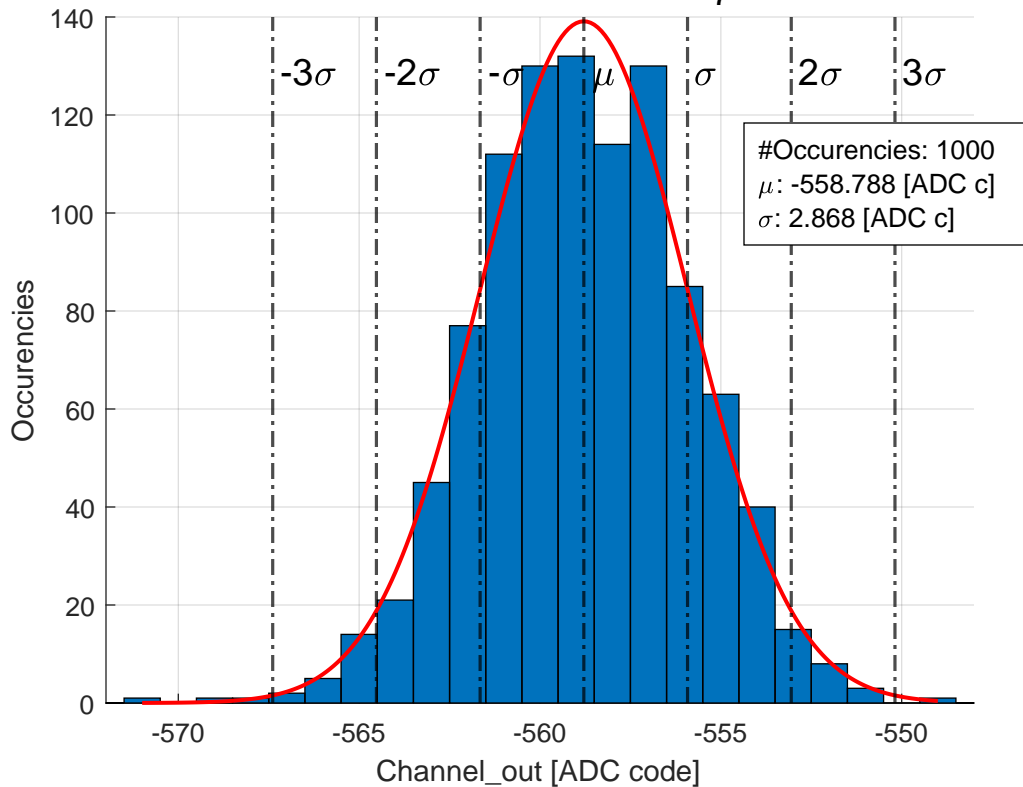 140
120
100
80
60
40
20
0
-3σ
-2σ
-σ
μ
σ
2σ
3σ
#Occurencies: 1000
μ: -558.788 [ADC c]
σ: 2.868 [ADC c]
Occurencies
-570
-565
-560
-555
-550
Channel_out [ADC code]